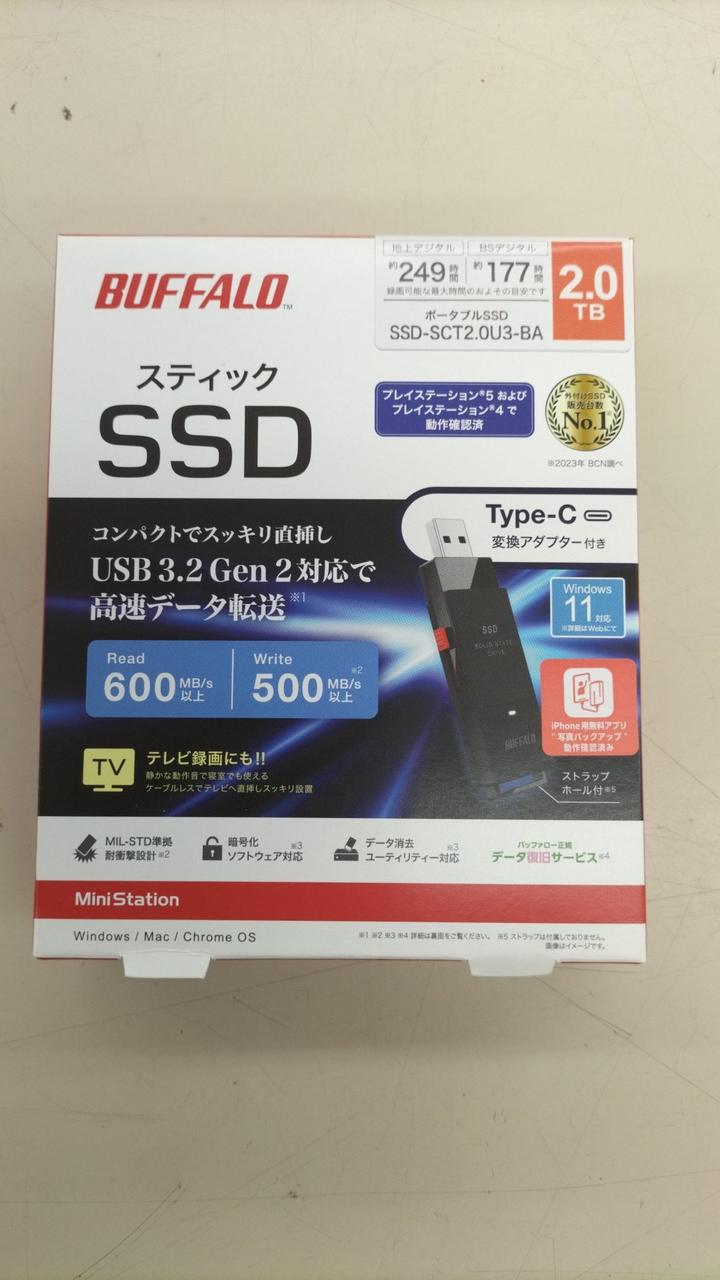 BUFFALO™
地上デジタル BSデジタル
約249時間 約177時間
録画可能な最大時間のおよその目安です
ポータブルSSD
SSD-SCT2.0U3-BA
2.0
TB
スティック
SSD
プレイステーション※5 および
プレイステーション※4 で
動作確認済
外付けSSD
販売台数
No.1
※2023年 BCN調べ
Type-C
変換アダプター付き
コンパクトでスッキリ直挿し
USB 3.2 Gen 2対応で
高速データ転送※1
Read
600MB/s以上
Write
500MB/s以上※2
SSD
SOLID STATE
DRIVE
BUFFALO
Windows
11対応
※詳細はWebにて
iPhone用無料アプリ
"写真バックアップ"
動作確認済み
ストラップ
ホール付※5
TV
テレビ録画にも!!
静かな動作音で寝室でも使える
ケーブルレスでテレビへ直挿しスッキリ設置
MIL-STD準拠
耐衝撃設計※2
暗号化
ソフトウェア対応※3
データ消去
ユーティリティー対応※3
バッファロー正規
データ復旧サービス※4
MiniStation
Windows / Mac / Chrome OS
※1 ※2 ※3 ※4 詳細は裏面をご覧ください。 ※5 ストラップは付属しておりません。
画像はイメージです。